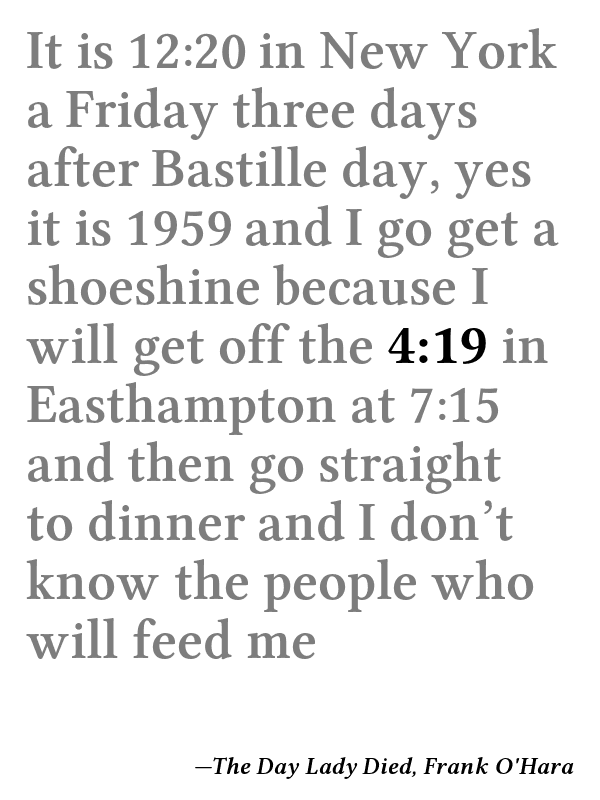 It is 12:20 in New York
a Friday three days
after Bastille day, yes
it is 1959 and I go get a
shoeshine because I
will get off the 4:19 in
Easthampton at 7:15
and then go straight
to dinner and I don’t
know the people who
will feed me
—The Day Lady Died, Frank O'Hara